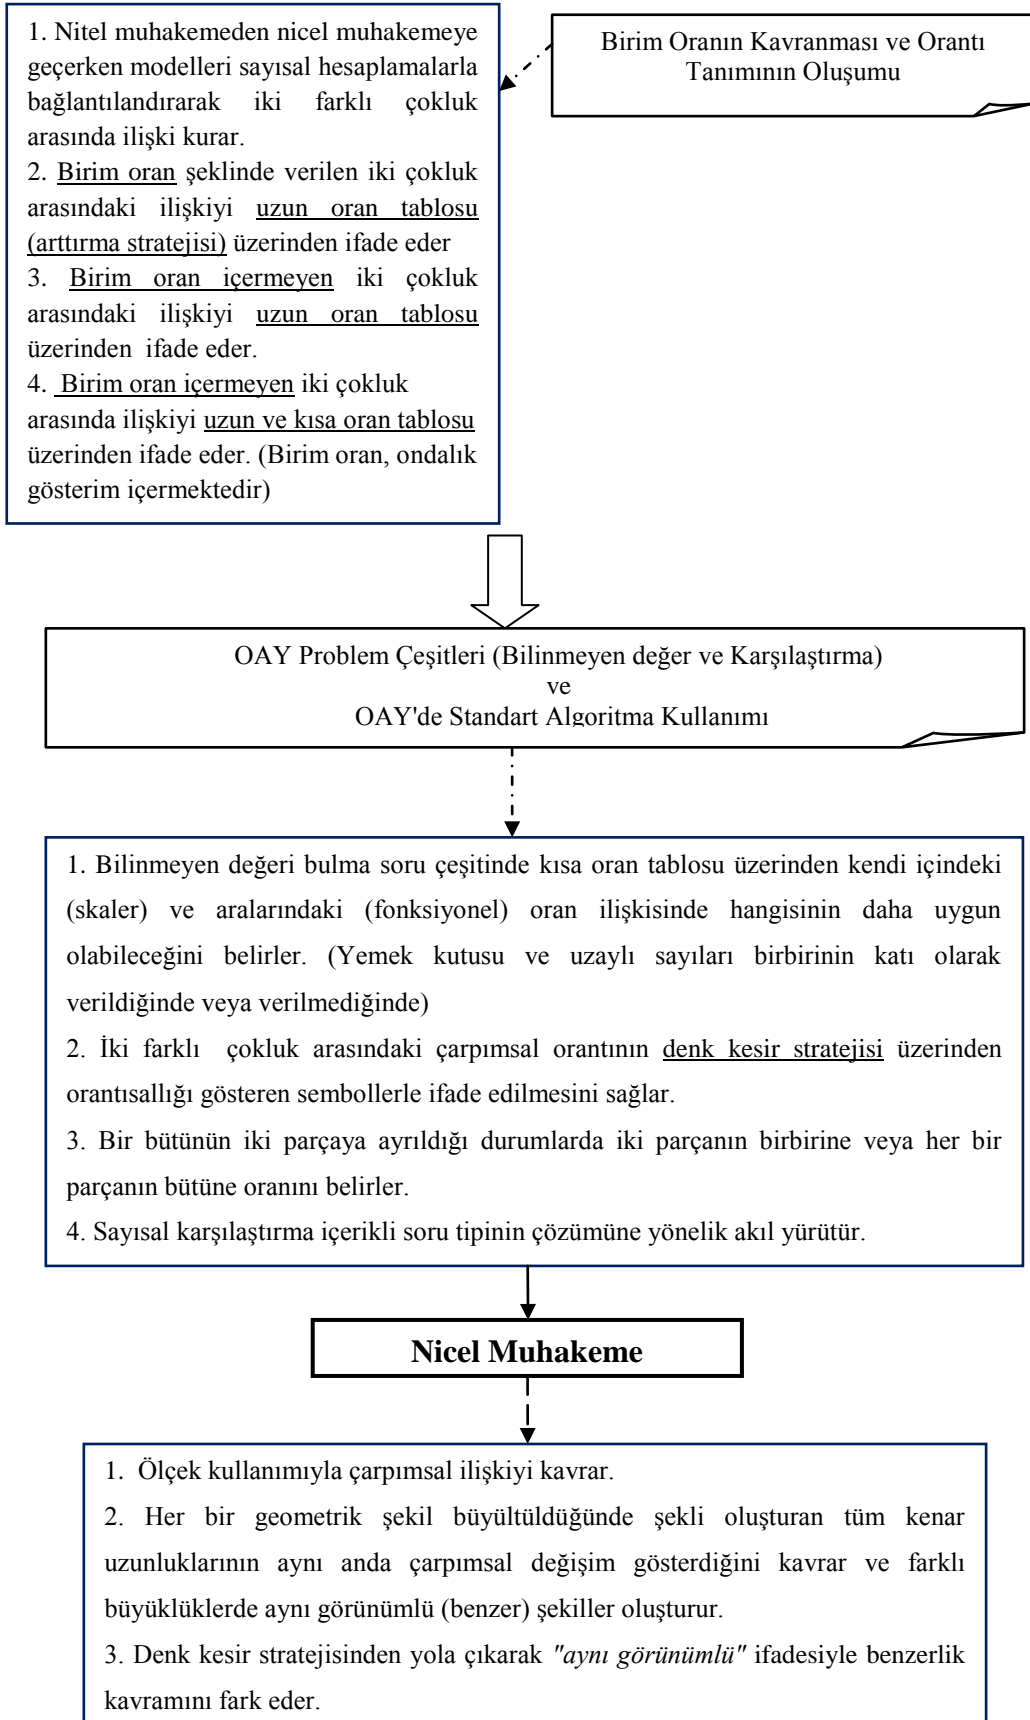 1. Nitel muhakemeden nicel muhakemeye
geçerken modelleri sayısal hesaplamalarla
bağlantılandırarak iki farklı çokluk
arasında ilişki kurar.
2. Birim oran şeklinde verilen iki çokluk
arasındaki ilişkiyi uzun oran tablosu
(arttırma stratejisi) üzerinden ifade eder
3. Birim oran içermeyen iki çokluk
arasındaki ilişkiyi uzun oran tablosu
üzerinden ifade eder.
4. Birim oran içermeyen iki çokluk
arasında ilişkiyi uzun ve kısa oran tablosu
üzerinden ifade eder. (Birim oran, ondalık
gösterim içermektedir)
Birim Oranın Kavranması ve Orantı
Tanımının Oluşumu
OAY Problem Çeşitleri (Bilinmeyen değer ve Karşılaştırma)
ve
OAY'de Standart Algoritma Kullanımı
1. Bilinmeyen değeri bulma soru çeşitinde kısa oran tablosu üzerinden kendi içindeki
(skaler) ve aralarındaki (fonksiyonel) oran ilişkisinde hangisinin daha uygun
olabileceğini belirler. (Yemek kutusu ve uzaylı sayıları birbirinin katı olarak
verildiğinde veya verilmediğinde)
2. İki farklı çokluk arasındaki çarpımsal orantının denk kesir stratejisi üzerinden
orantısallığı gösteren sembollerle ifade edilmesini sağlar.
3. Bir bütünün iki parçaya ayrıldığı durumlarda iki parçanın birbirine veya her bir
parçanın bütüne oranını belirler.
4. Sayısal karşılaştırma içerikli soru tipinin çözümüne yönelik akıl yürütür.
Nicel Muhakeme
1. Ölçek kullanımıyla çarpımsal ilişkiyi kavrar.
2. Her bir geometrik şekil büyültüldüğünde şekli oluşturan tüm kenar
uzunluklarının aynı anda çarpımsal değişim gösterdiğini kavrar ve farklı
büyüklüklerde aynı görünümlü (benzer) şekiller oluşturur.
3. Denk kesir stratejisinden yola çıkarak "aynı görünümlü" ifadesiyle benzerlik
kavramını fark eder.